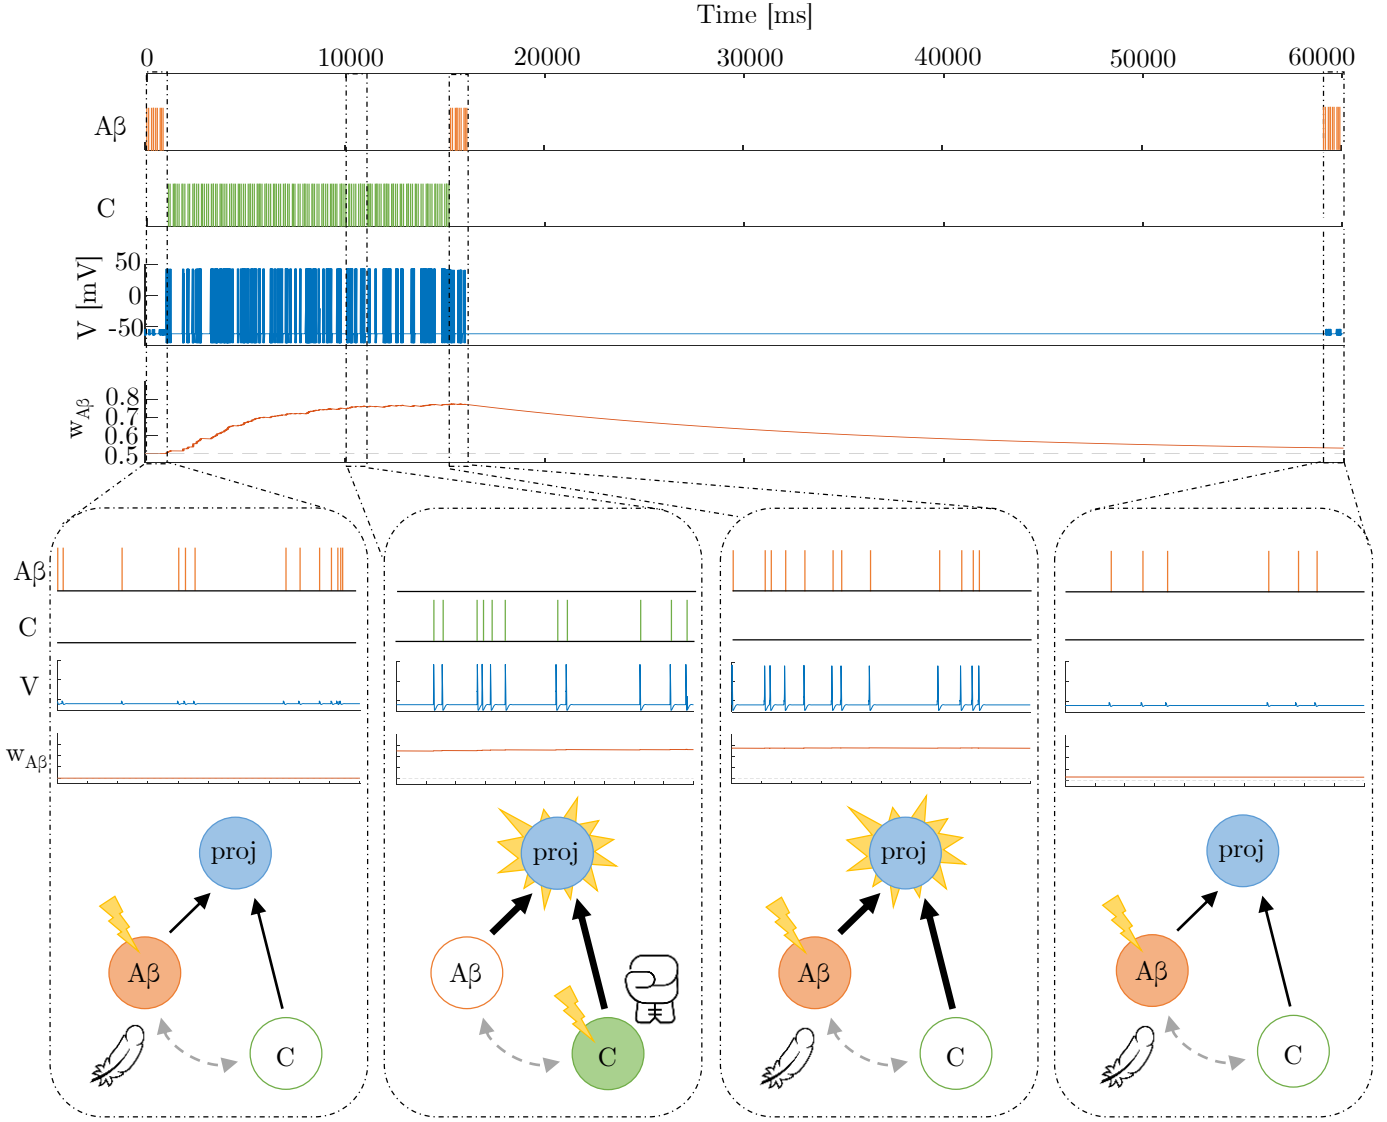 Time [ms]
0 10000 20000 30000 40000 50000 60000
Aβ
C
V [mV]
50
0
-50
wAβ
0.8
0.7
0.6
0.5
Aβ
C
V
wAβ
proj proj proj proj
Aβ Aβ Aβ Aβ
C C C C